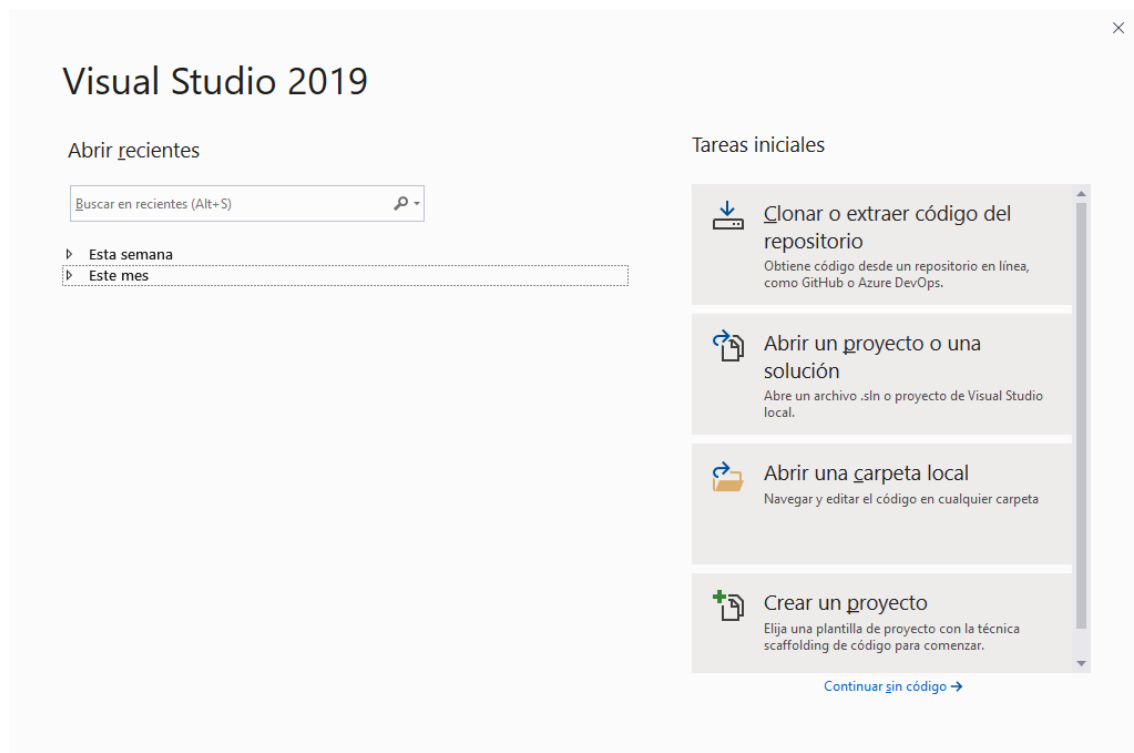 Visual Studio 2019
Abrir recientes
Buscar en recientes (Alt+S)
Esta semana
Este mes
Tareas iniciales
Clonar o extraer código del
repositorio
Obtiene código desde un repositorio en línea,
como GitHub o Azure DevOps.
Abrir un proyecto o una
solución
Abre un archivo .sln o proyecto de Visual Studio
local.
Abrir una carpeta local
Navegar y editar el código en cualquier carpeta
Crear un proyecto
Elija una plantilla de proyecto con la técnica
scaffolding de código para comenzar.
Continuar sin código →